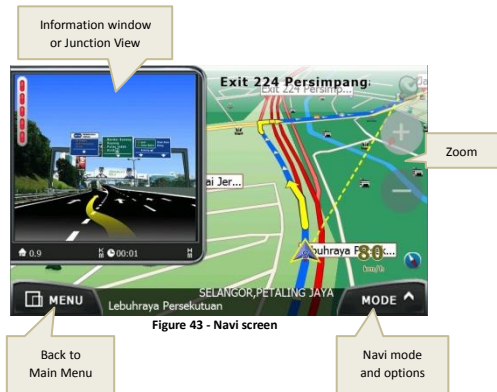 Information window
or Junction View
Exit 224 Persimpang.
Exit 224 Persimp...
Zoom
ai Jer...
Lebuhraya Persek...
80
km/h
0.9
00:01
MENU
SELANGOR,PETALING JAYA
Lebuhraya Persekutuan
MODE
Figure 43 - Navi screen
Back to
Main Menu
Navi mode
and options